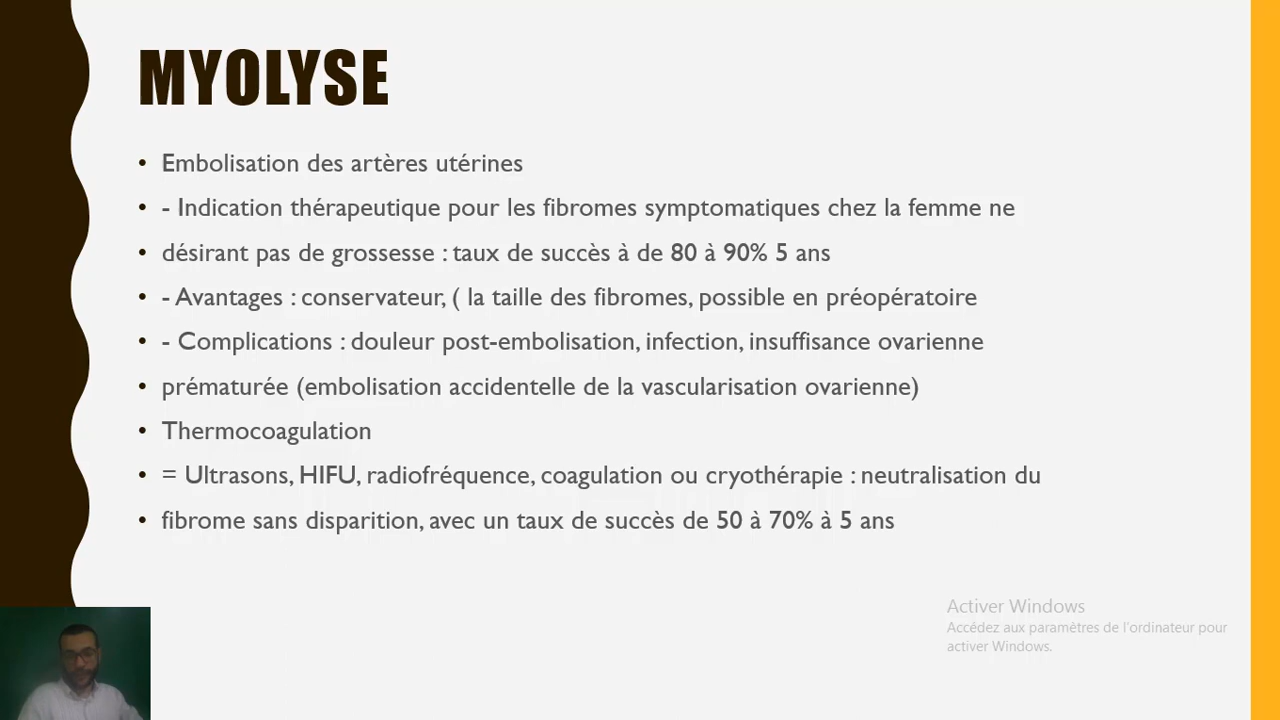 MYOLYSE
• Embolisation des artères utérines
• - Indication thérapeutique pour les fibromes symptomatiques chez la femme ne
• désirant pas de grossesse : taux de succès à de 80 à 90% 5 ans
• - Avantages : conservateur, ( la taille des fibromes, possible en préopératoire
• - Complications : douleur post-embolisation, infection, insuffisance ovarienne
• prématurée (embolisation accidentelle de la vascularisation ovarienne)
• Thermocoagulation
• = Ultrasons, HIFU, radiofréquence, coagulation ou cryothérapie : neutralisation du
• fibrome sans disparition, avec un taux de succès de 50 à 70% à 5 ans
Activer Windows
Accédez aux paramètres de l'ordinateur pour
activer Windows.